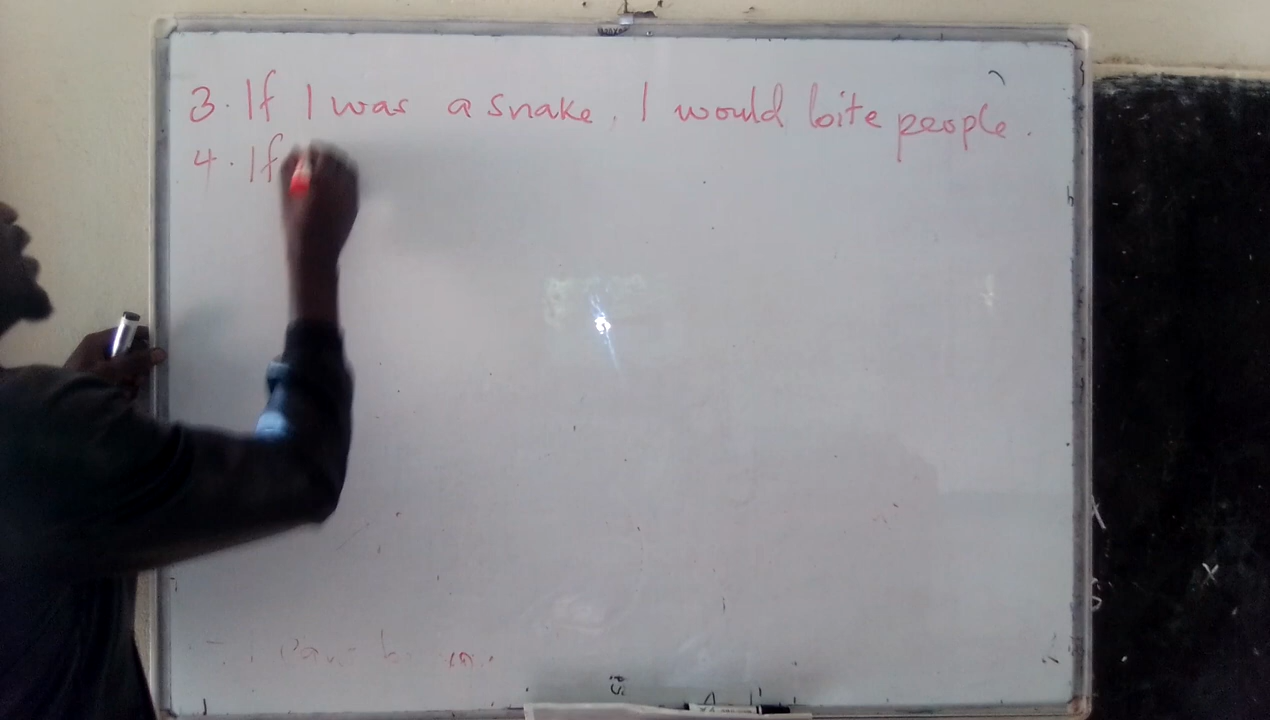 3. If I was a snake, I would bite people.
4. If